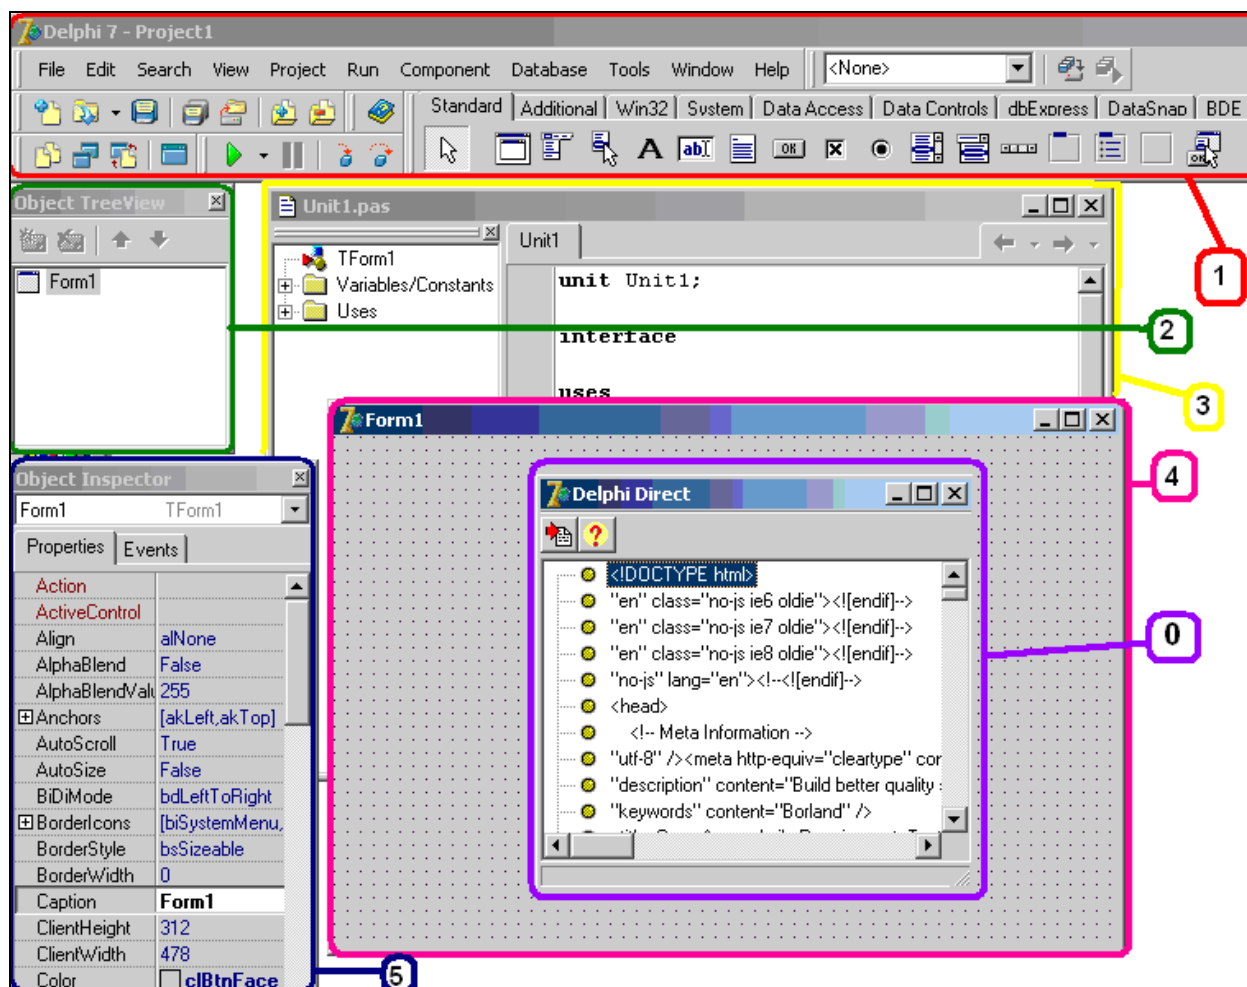 Delphi 7 - Project1
File Edit Search View Project Run Component Database Tools Window Help <None>
Standard Additional Win32 System Data Access Data Controls dbExpress DataSnap BDE
A abI OK OK
1
Object TreeView
Form1
2
Unit1.pas
TForm1
Variables/Constants
Uses
Unit1
unit Unit1;
interface
uses
3
7 Form1
4
7 Delphi Direct
?
<!DOCTYPE html>
"en" class="no-js ie6 oldie"><![endif]-->
"en" class="no-js ie7 oldie"><![endif]-->
"en" class="no-js ie8 oldie"><![endif]-->
"no-js" lang="en"><!--<![endif]-->
<head>
<!-- Meta Information -->
"utf-8" /><meta http-equiv="cleartype" cor
"description" content="Build better quality
"keywords" content="Borland" />
0
Object Inspector
Form1 TForm1
Properties Events
Action
ActiveControl
Align alNone
AlphaBlend False
AlphaBlendValu 255
Anchors [akLeft,akTop]
AutoScroll True
AutoSize False
BiDiMode bdLeftToRight
BorderIcons [biSystemMenu,
BorderStyle bsSizeable
BorderWidth 0
Caption Form1
ClientHeight 312
ClientWidth 478
Color clBtnFace
5